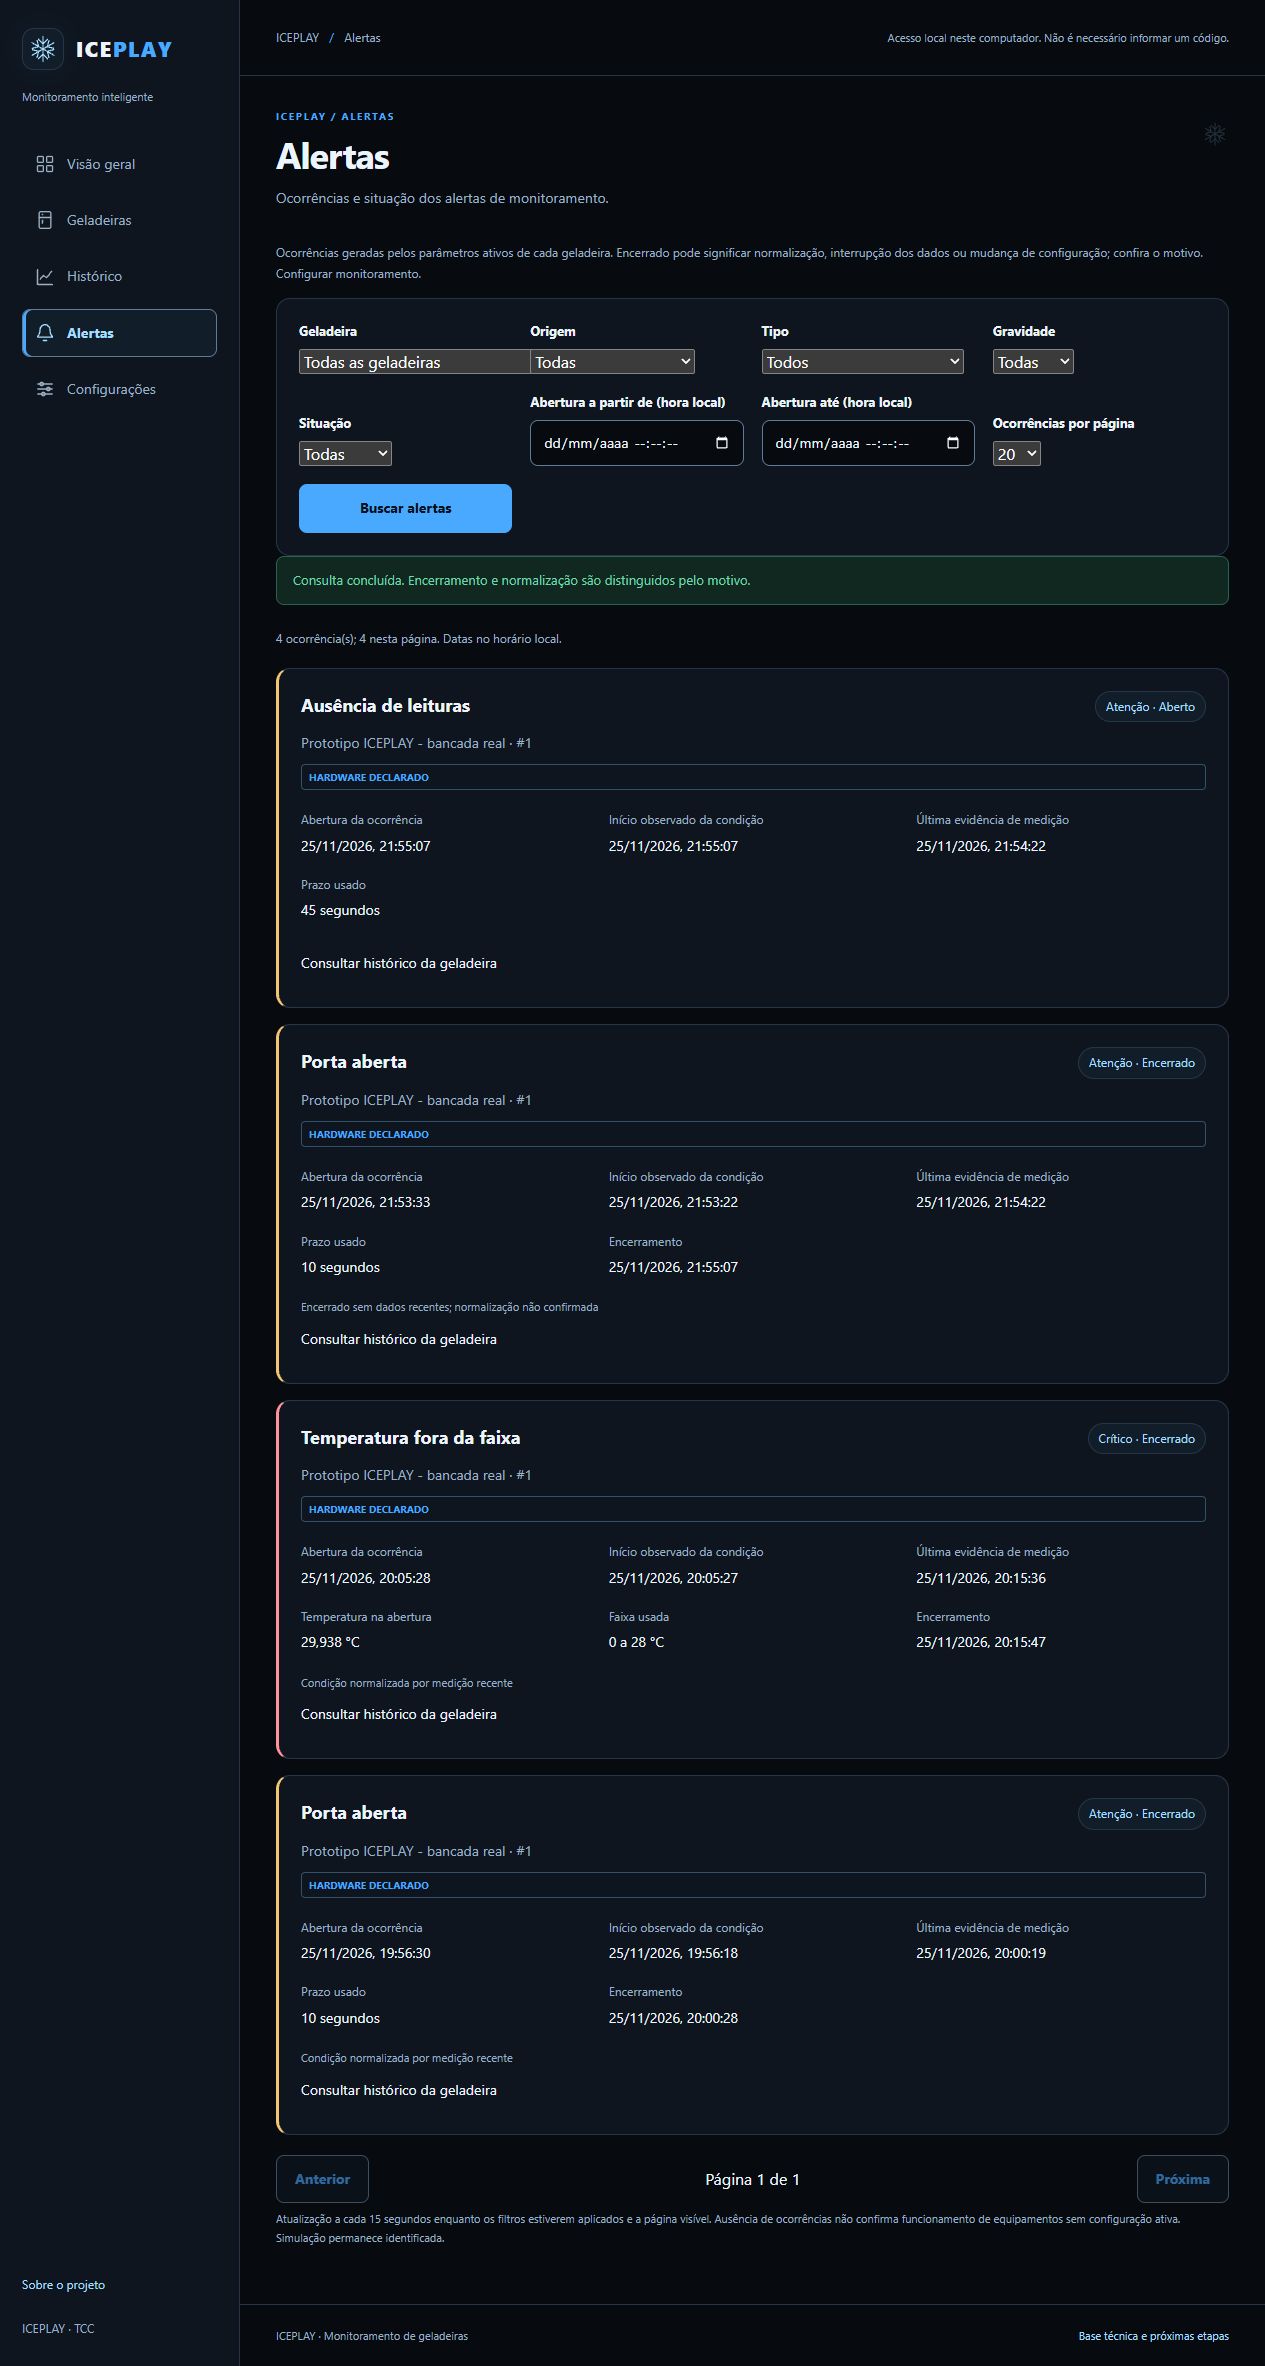 ICEPLAY
Monitoramento inteligente
Visão geral
Geladeiras
Histórico
Alertas
Configurações
Sobre o projeto
ICEPLAY · TCC
ICEPLAY / Alertas
Acesso local neste computador. Não é necessário informar um código.
ICEPLAY / ALERTAS
Alertas
Ocorrências e situação dos alertas de monitoramento.
Ocorrências geradas pelos parâmetros ativos de cada geladeira. Encerrado pode significar normalização, interrupção dos dados ou mudança de configuração; confira o motivo.
Configurar monitoramento.
Geladeira Origem Tipo Gravidade
Todas as geladeiras Todas Todos Todas
Abertura a partir de (hora local) Abertura até (hora local)
Situação Ocorrências por página
dd/mm/aaaa --:--:-- dd/mm/aaaa --:--:--
Todas 20
Buscar alertas
Consulta concluída. Encerramento e normalização são distinguidos pelo motivo.
4 ocorrência(s); 4 nesta página. Datas no horário local.
Ausência de leituras Atenção · Aberto
Prototipo ICEPLAY - bancada real · #1
HARDWARE DECLARADO
Abertura da ocorrência Início observado da condição Última evidência de medição
25/11/2026, 21:55:07 25/11/2026, 21:55:07 25/11/2026, 21:54:22
Prazo usado
45 segundos
Consultar histórico da geladeira
Porta aberta Atenção · Encerrado
Prototipo ICEPLAY - bancada real · #1
HARDWARE DECLARADO
Abertura da ocorrência Início observado da condição Última evidência de medição
25/11/2026, 21:53:33 25/11/2026, 21:53:22 25/11/2026, 21:54:22
Prazo usado Encerramento
10 segundos 25/11/2026, 21:55:07
Encerrado sem dados recentes; normalização não confirmada
Consultar histórico da geladeira
Temperatura fora da faixa Crítico · Encerrado
Prototipo ICEPLAY - bancada real · #1
HARDWARE DECLARADO
Abertura da ocorrência Início observado da condição Última evidência de medição
25/11/2026, 20:05:28 25/11/2026, 20:05:27 25/11/2026, 20:15:36
Temperatura na abertura Faixa usada Encerramento
29,938 °C 0 a 28 °C 25/11/2026, 20:15:47
Condição normalizada por medição recente
Consultar histórico da geladeira
Porta aberta Atenção · Encerrado
Prototipo ICEPLAY - bancada real · #1
HARDWARE DECLARADO
Abertura da ocorrência Início observado da condição Última evidência de medição
25/11/2026, 19:56:30 25/11/2026, 19:56:18 25/11/2026, 20:00:19
Prazo usado Encerramento
10 segundos 25/11/2026, 20:00:28
Condição normalizada por medição recente
Consultar histórico da geladeira
Anterior Página 1 de 1 Próxima
Atualização a cada 15 segundos enquanto os filtros estiverem aplicados e a página visível. Ausência de ocorrências não confirma funcionamento de equipamentos sem configuração ativa.
Simulação permanece identificada.
ICEPLAY · Monitoramento de geladeiras Base técnica e próximas etapas